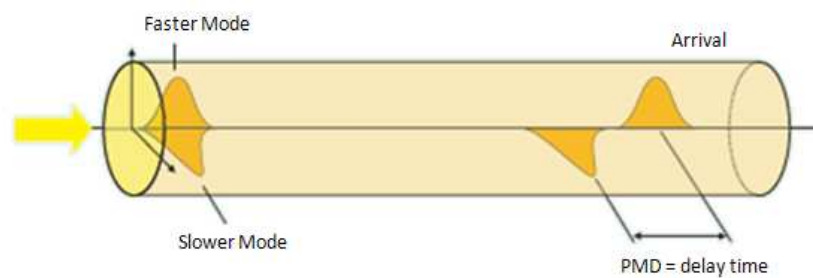 Faster Mode
Arrival
Slower Mode
PMD = delay time